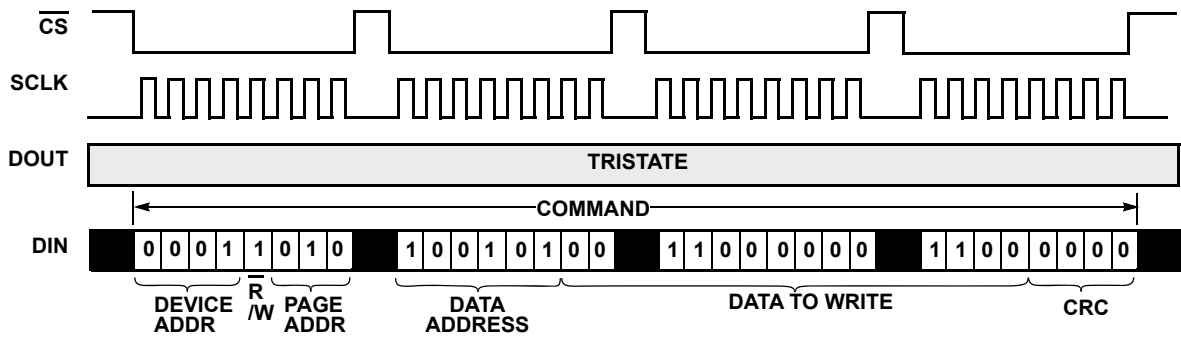 CS
SCLK
DOUT
TRISTATE
COMMAND
DIN
0 0 0 1 1 0 1 0 1 0 0 1 0 1 0 0 1 1 0 0 0 0 0 0 1 1 0 0 0 0 0 0
DEVICE
ADDR
R
/W
PAGE
ADDR
DATA
ADDRESS
DATA TO WRITE
CRC